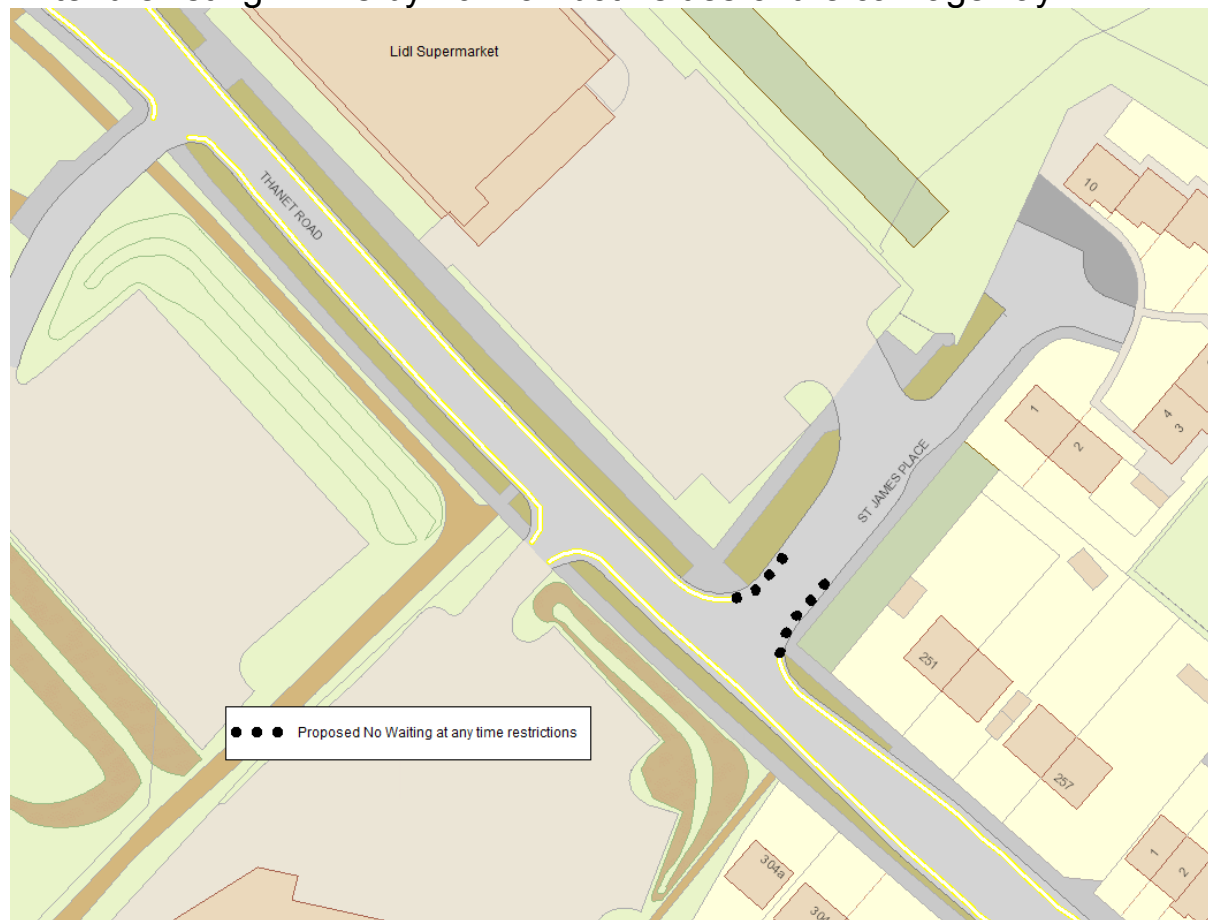 Lidl Supermarket
THANET ROAD
10
1
2
4
3
ST JAMES PLACE
251
257
Proposed No Waiting at any time restrictions
304a
1
2